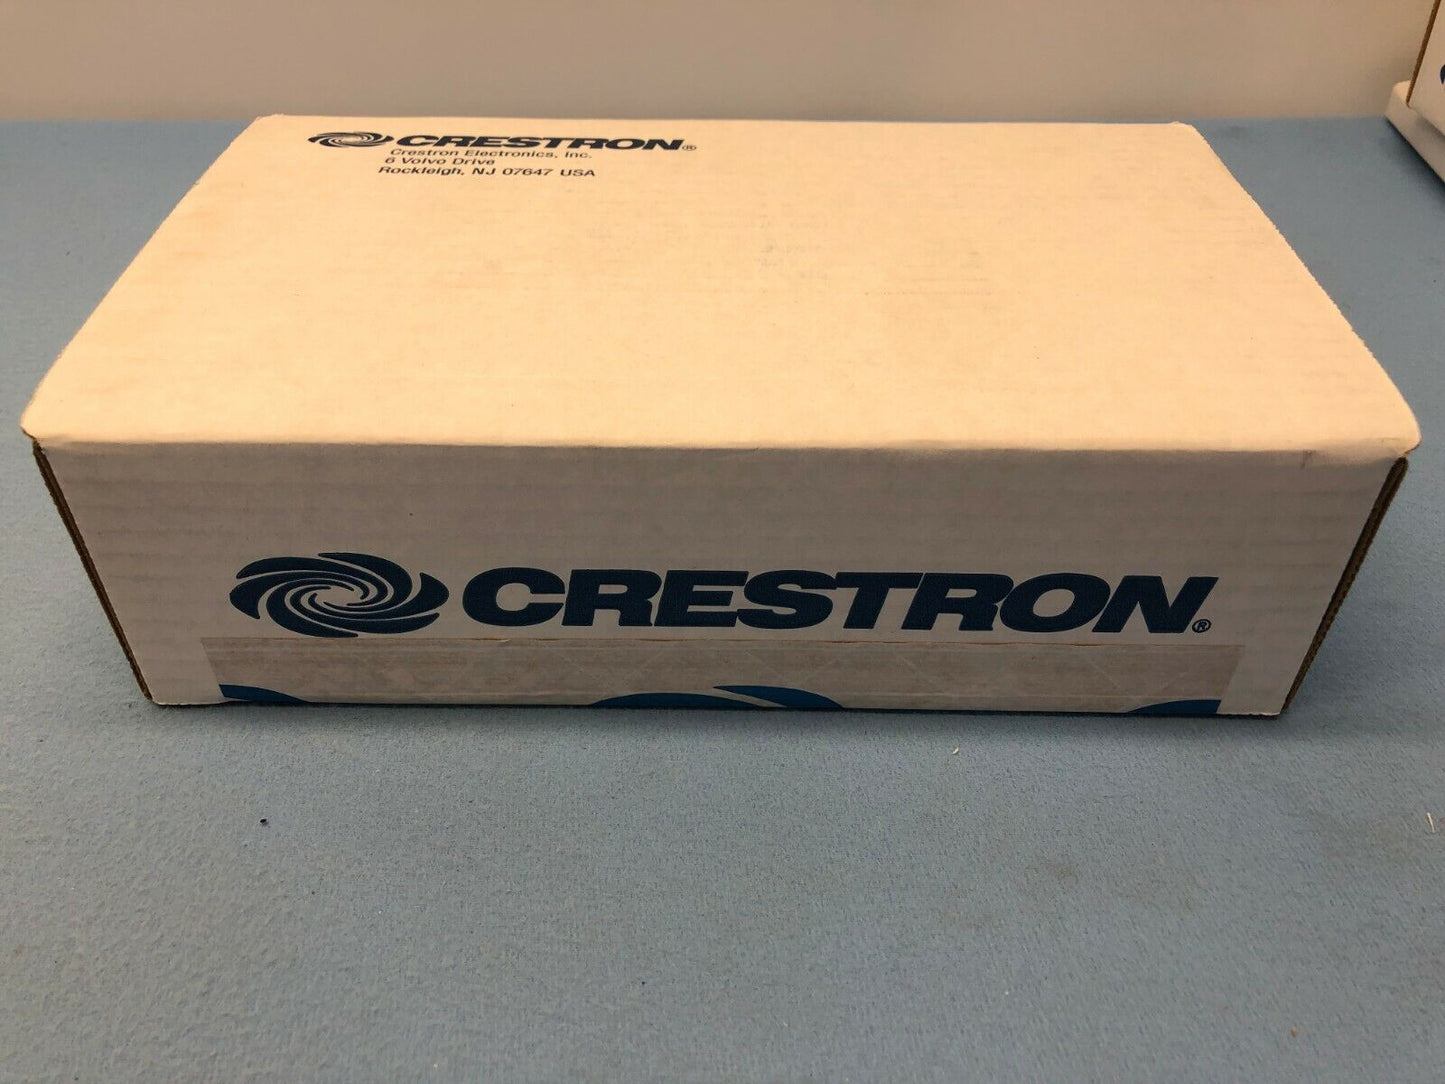 CRESTRON®
Crestron Electronics, Inc.
6 Volvo Drive
Rockleigh, NJ 07647 USA
CRESTRON®